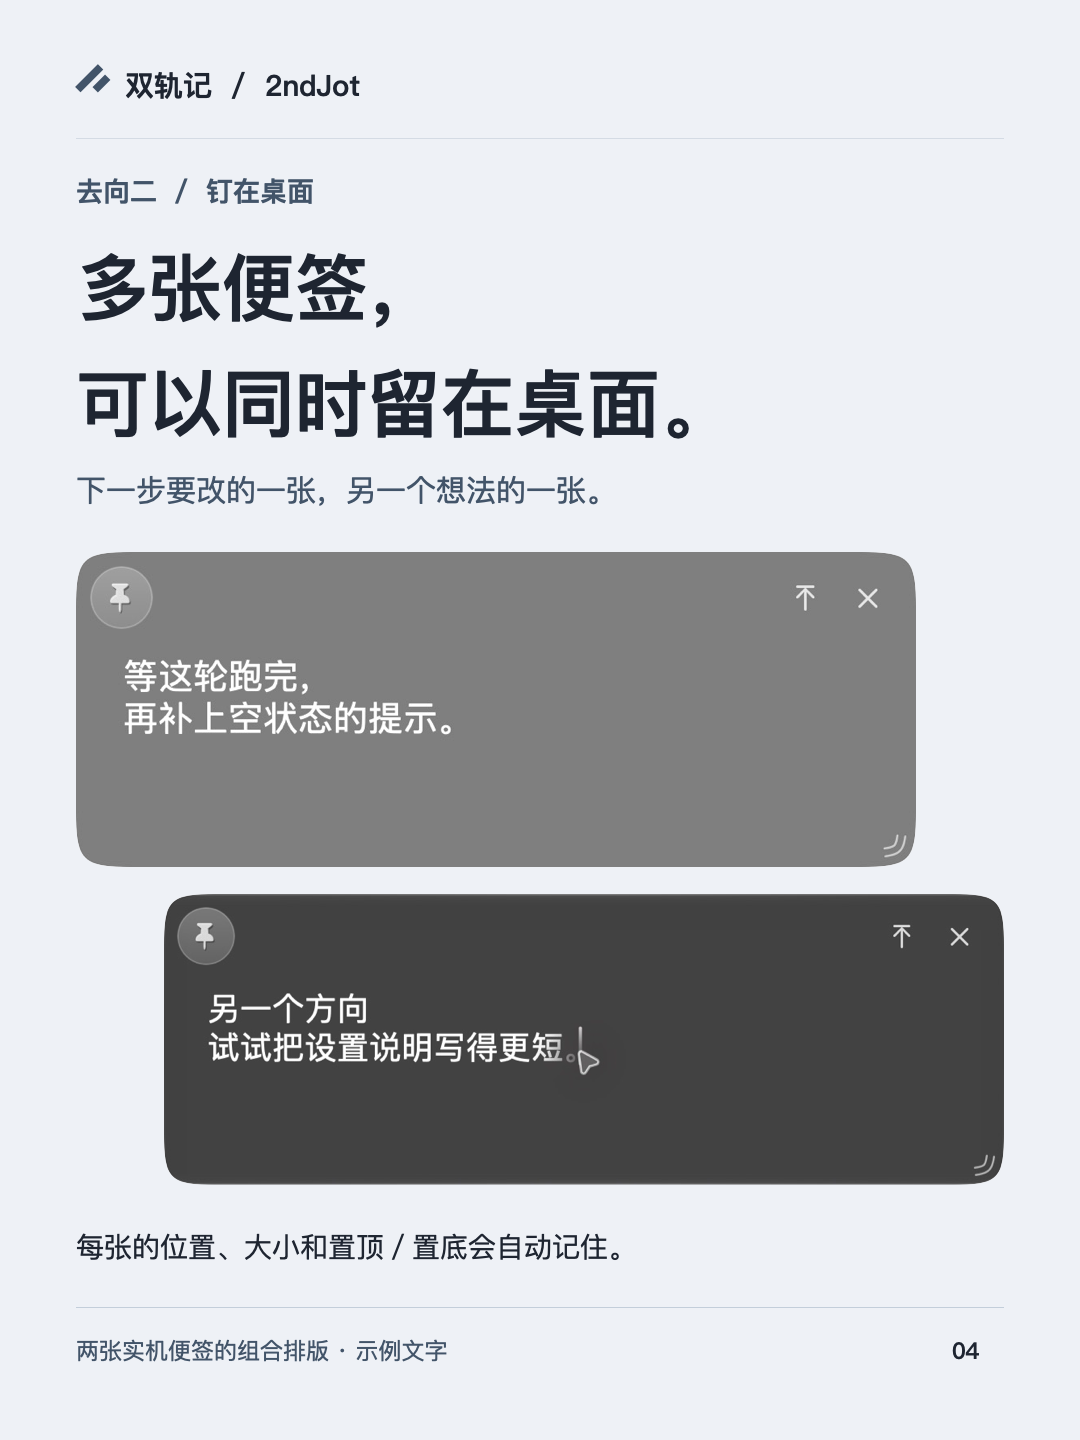 双轨记 / 2ndJot
去向二 / 钉在桌面
多张便签，
可以同时留在桌面。
下一步要改的一张，另一个想法的一张。
等这轮跑完，
再补上空状态的提示。
另一个方向
试试把设置说明写得更短。
每张的位置、大小和置顶 / 置底会自动记住。
两张实机便签的组合排版 · 示例文字
04